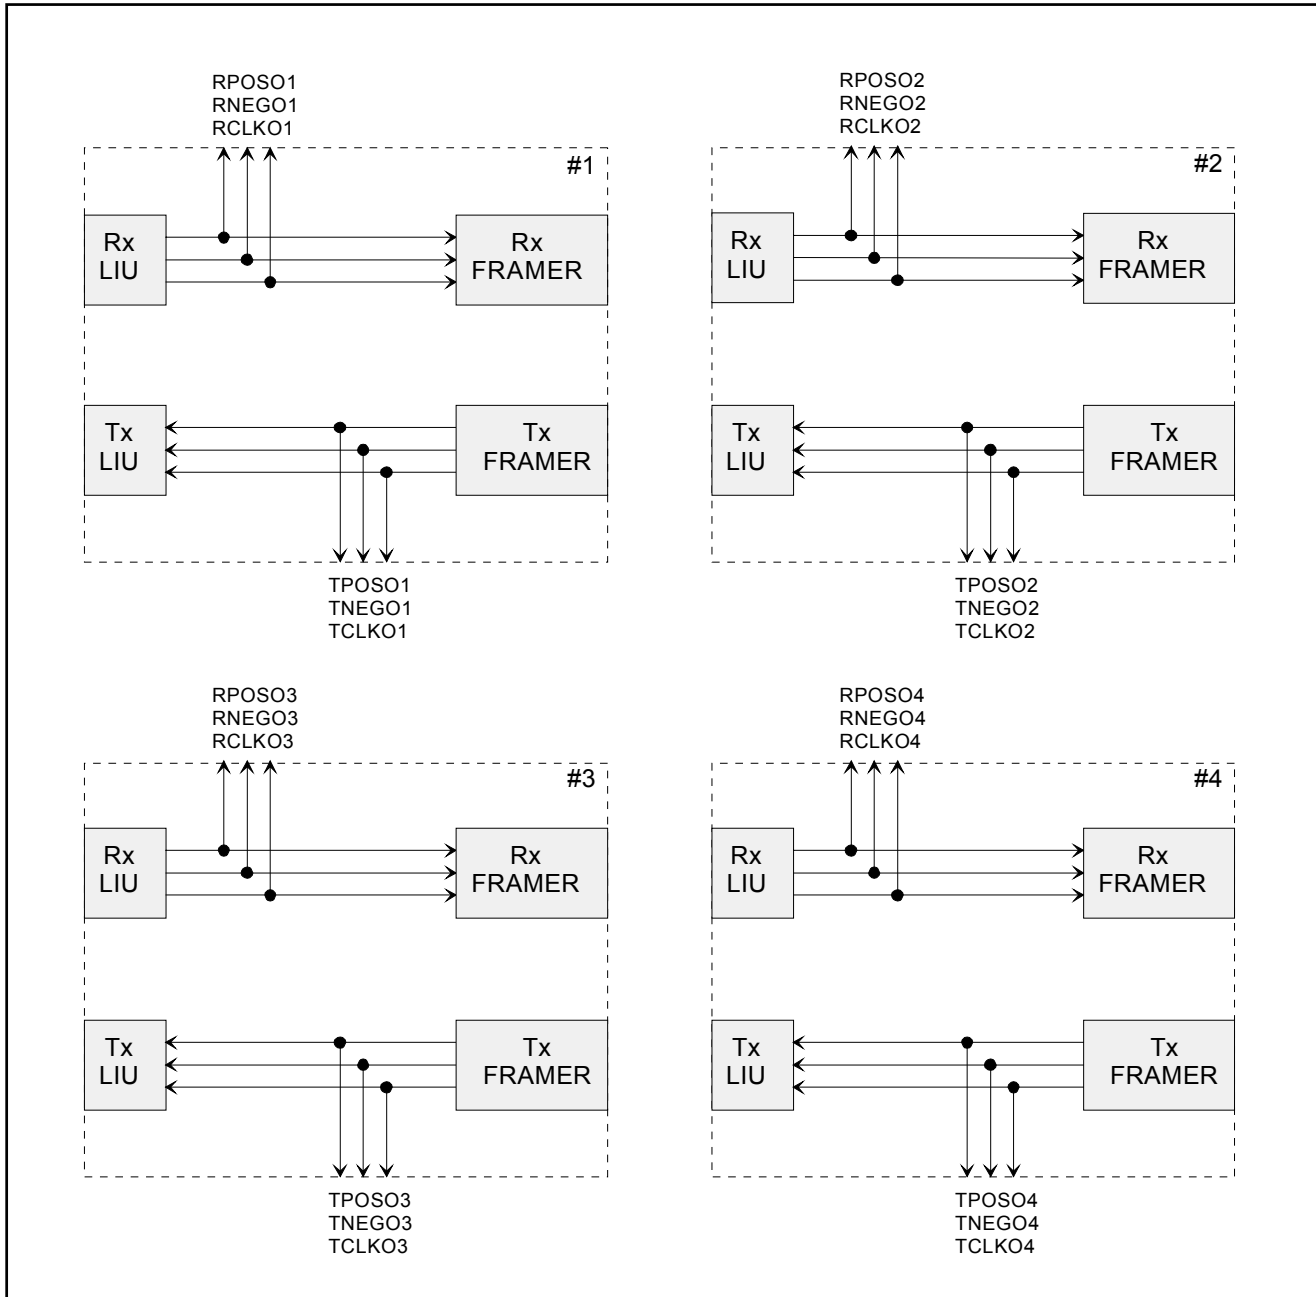 RPOSO1
RNEGO1
RCLKO1
#1
Rx
LIU
Rx
FRAMER
Tx
LIU
Tx
FRAMER
TPOSO1
TNEGO1
TCLKO1
RPOSO2
RNEGO2
RCLKO2
#2
Rx
LIU
Rx
FRAMER
Tx
LIU
Tx
FRAMER
TPOSO2
TNEGO2
TCLKO2
RPOSO3
RNEGO3
RCLKO3
#3
Rx
LIU
Rx
FRAMER
Tx
LIU
Tx
FRAMER
TPOSO3
TNEGO3
TCLKO3
RPOSO4
RNEGO4
RCLKO4
#4
Rx
LIU
Rx
FRAMER
Tx
LIU
Tx
FRAMER
TPOSO4
TNEGO4
TCLKO4